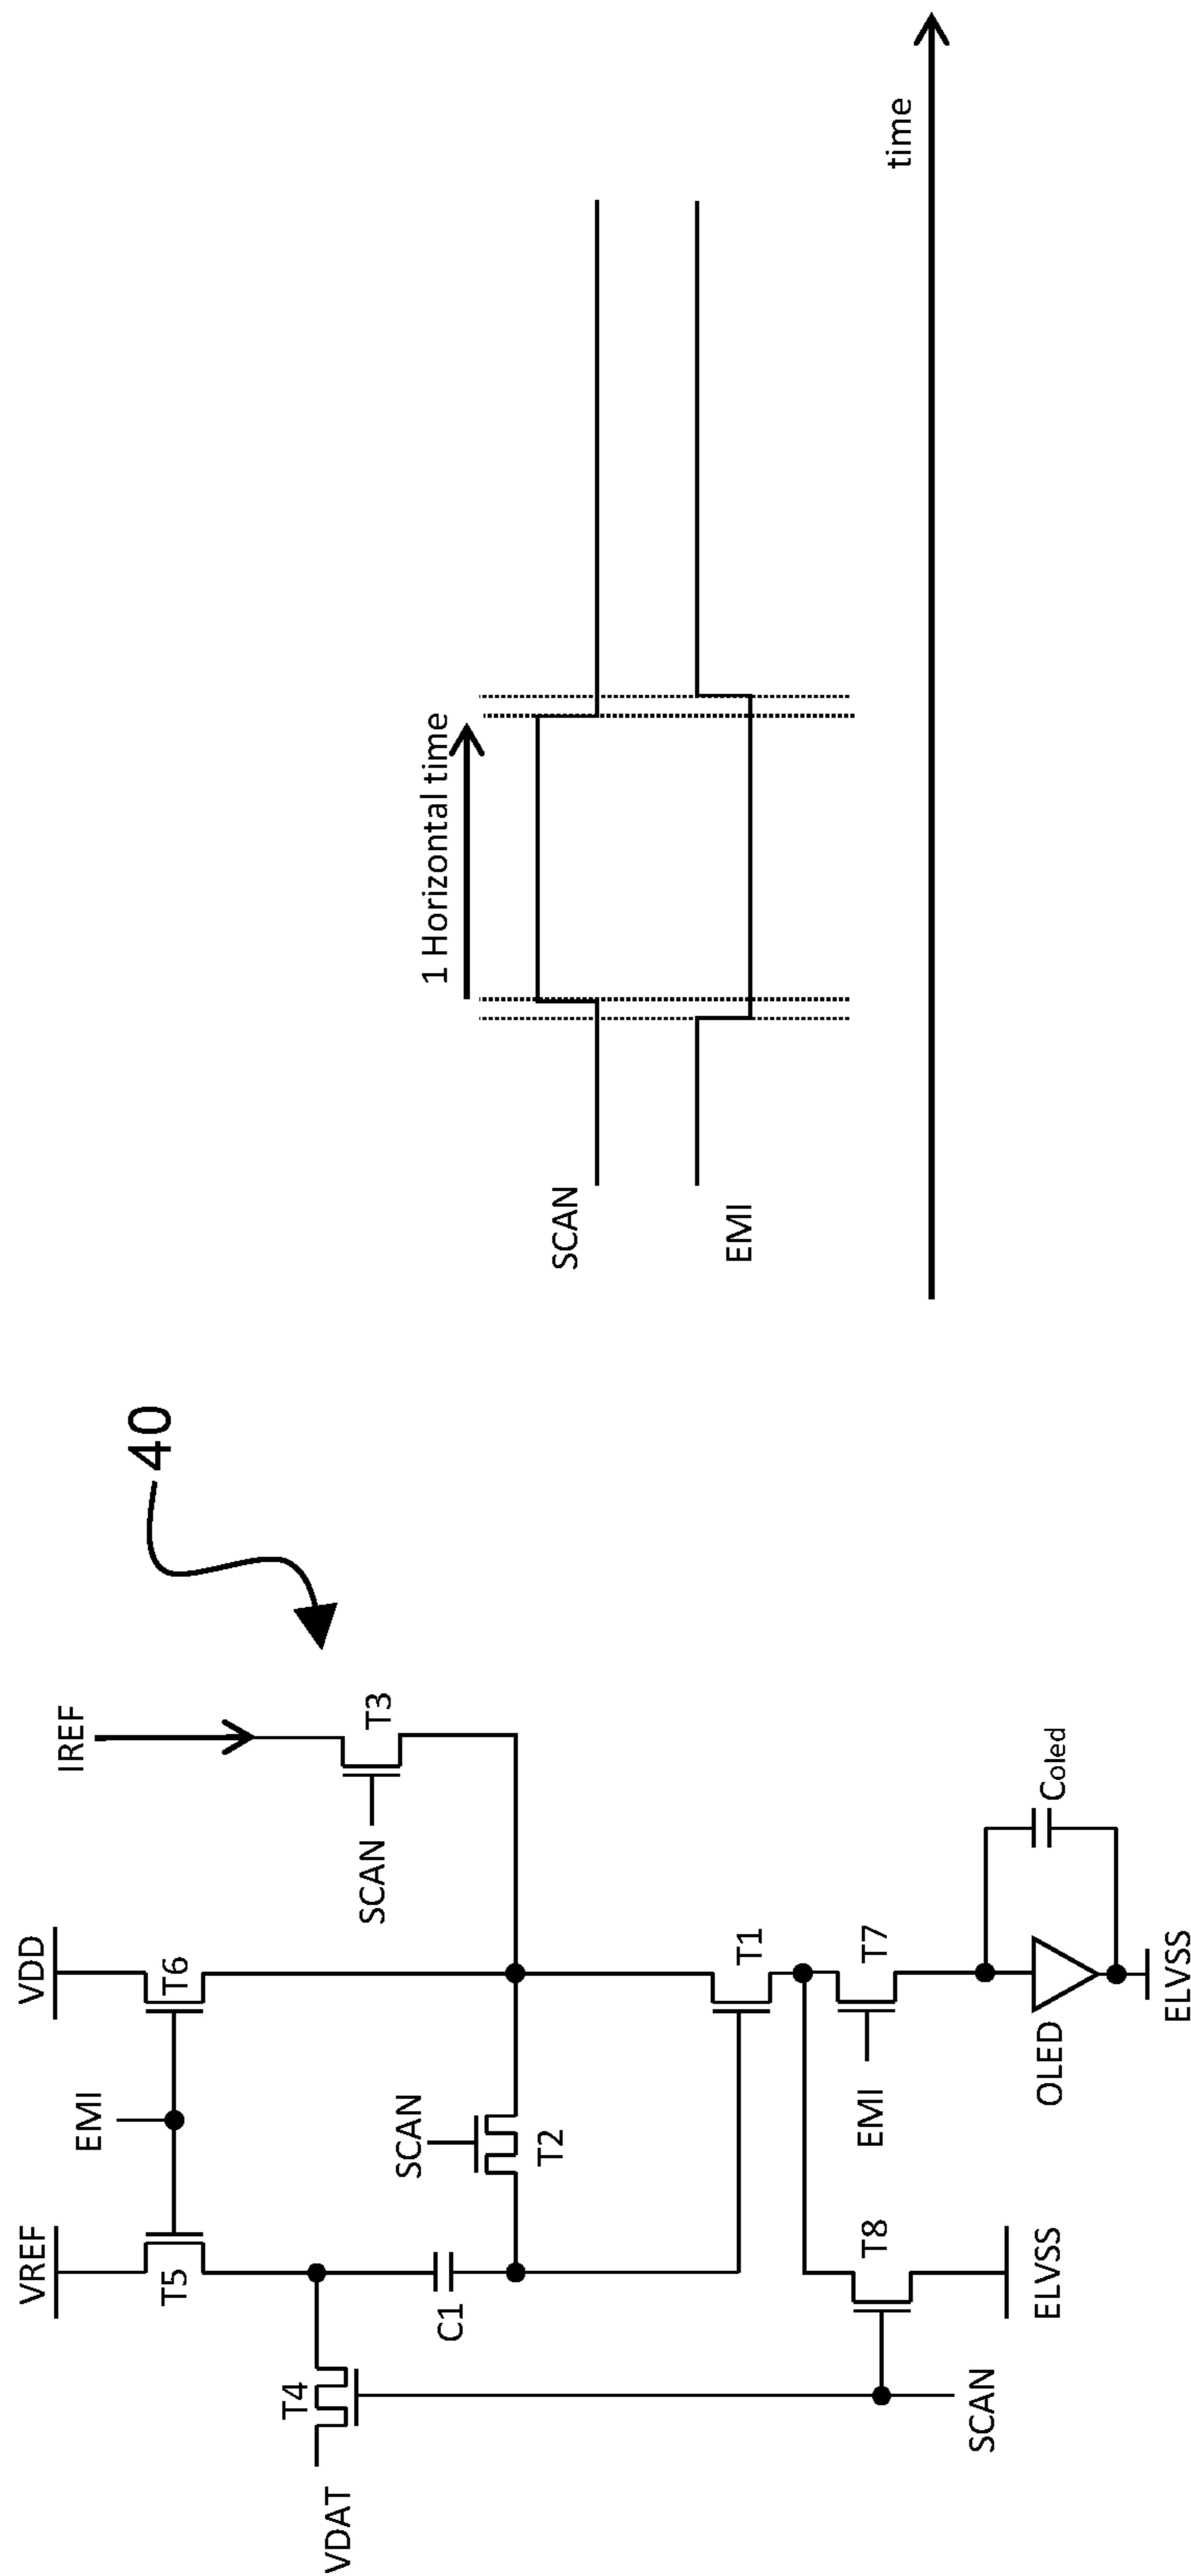 40
VREF
EMI
VDD
IREF
T5
T6
T3
SCAN
T4
VDAT
C1
SCAN
T2
T1
T8
EMI
T7
SCAN
ELVSS
OLED
Coled
ELVSS
1 Horizontal time
SCAN
EMI
time